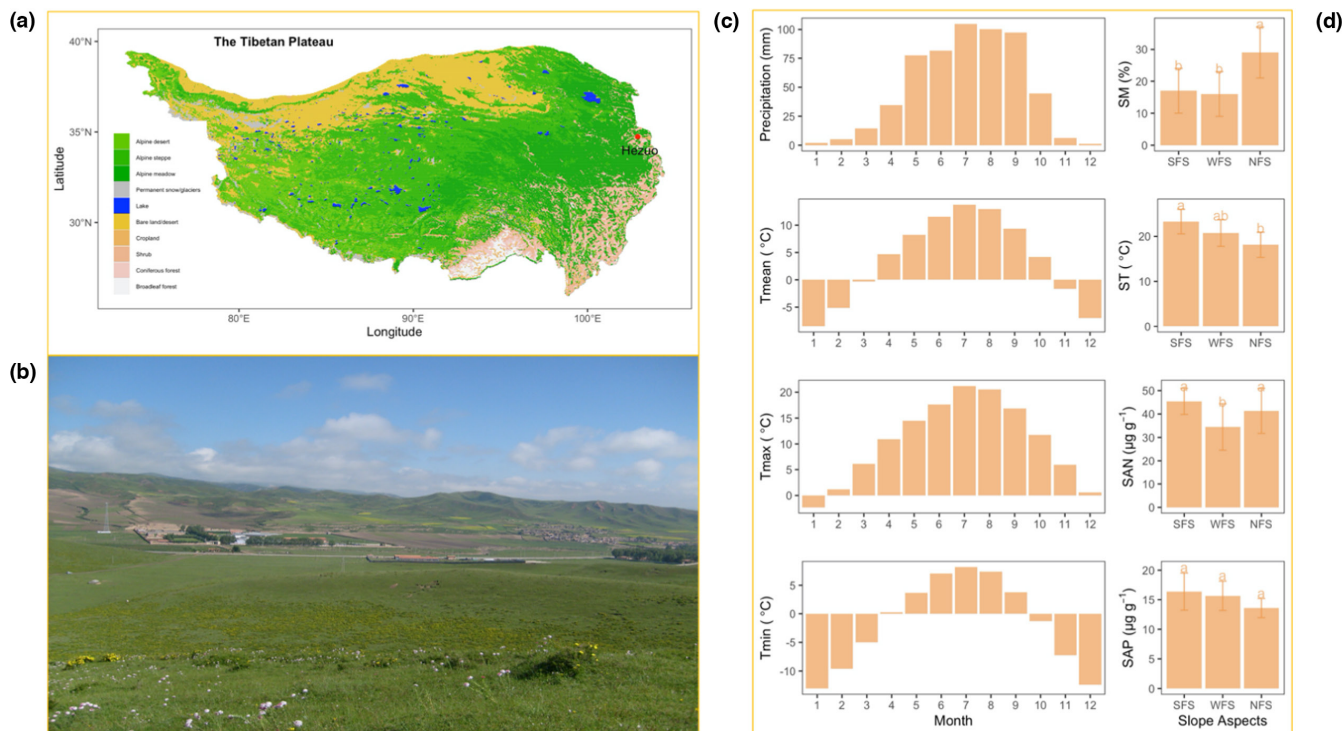 (a)
The Tibetan Plateau
40°N
35°N
30°N
Latitude
Alpine desert
Alpine steppe
Alpine meadow
Permanent snow/glaciers
Lake
Bare land/desert
Cropland
Shrub
Coniferous forest
Broadleaf forest
Hezuo
80°E 90°E 100°E
Longitude
(b)
(c)
Precipitation (mm)
100
75
50
25
0
1 2 3 4 5 6 7 8 9 10 11 12
Tmean ( °C)
10
5
0
-5
1 2 3 4 5 6 7 8 9 10 11 12
Tmax ( °C)
20
15
10
5
0
1 2 3 4 5 6 7 8 9 10 11 12
Tmin ( °C)
5
0
-5
-10
1 2 3 4 5 6 7 8 9 10 11 12
Month
(d)
SM (%)
30
20
10
0
b b a
SFS WFS NFS
ST ( °C)
20
10
0
a ab b
SFS WFS NFS
SAN (µg g⁻¹)
50
40
30
20
10
0
a b a
SFS WFS NFS
SAP (µg g⁻¹)
20
15
10
5
0
a a a
SFS WFS NFS
Slope Aspects